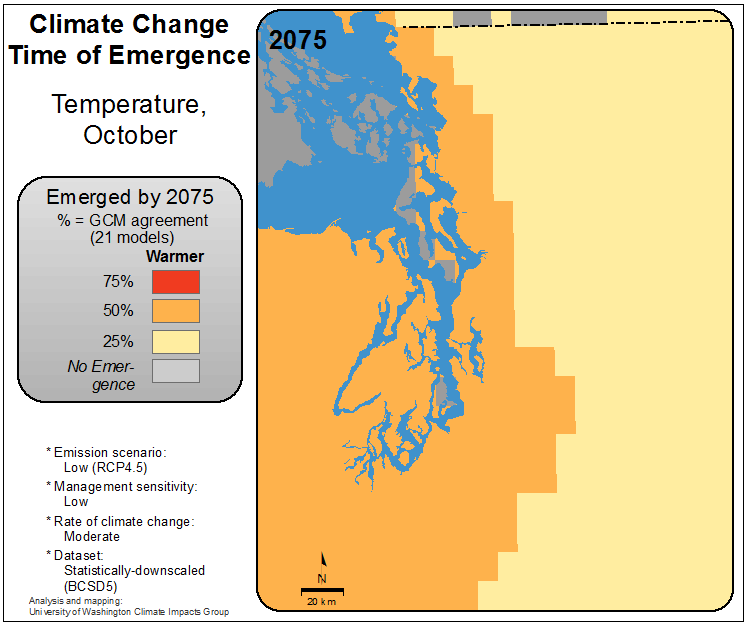 Climate Change
Time of Emergence
Temperature,
October
Emerged by 2075
% = GCM agreement
(21 models)
Warmer
75%
50%
25%
No Emer-
gence
* Emission scenario:
Low (RCP4.5)
* Management sensitivity:
Low
* Rate of climate change:
Moderate
* Dataset:
Statistically-downscaled
(BCSD5)
Analysis and mapping:
University of Washington Climate Impacts Group
2075
N
20 km